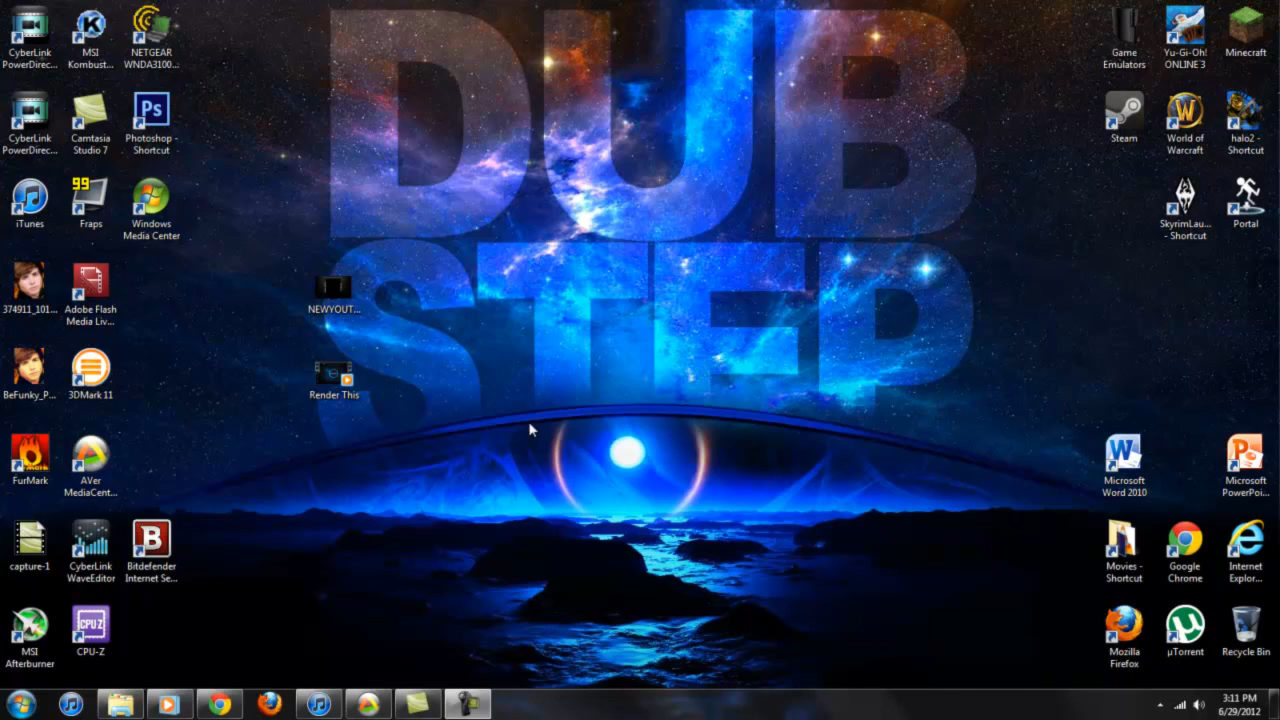 DUB
STEP
CyberLink
PowerDirec...
MSI
Kombust...
NETGEAR
WNDA3100...
CyberLink
PowerDirec...
Camtasia
Studio 7
Ps
Photoshop -
Shortcut
iTunes
99
Fraps
Windows
Media Center
374911_101...
Adobe Flash
Media Liv...
BeFunky_P...
3DMark 11
FurMark
AVer
MediaCent...
capture-1
CyberLink
WaveEditor
B
Bitdefender
Internet Se...
MSI
Afterburner
CPU-Z
CPU-Z
NEWYOUT...
Render This
Game
Emulators
Yu-Gi-Oh!
ONLINE 3
Minecraft
Steam
World of
Warcraft
halo2 -
Shortcut
SkyrimLau...
- Shortcut
Portal
Microsoft
Word 2010
Microsoft
PowerPoi...
Movies -
Shortcut
Google
Chrome
Internet
Explor...
Mozilla
Firefox
µTorrent
Recycle Bin
3:11 PM
6/29/2012